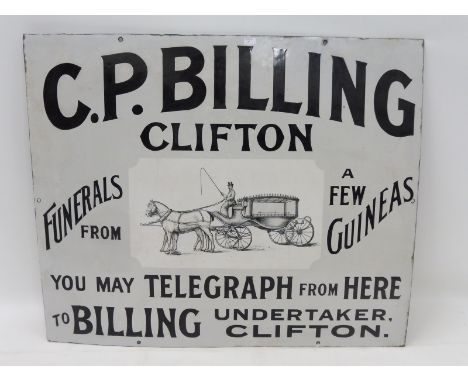 C.P. BILLING
CLIFTON
FUNERALS
FROM
A
FEW
GUINEAS
YOU MAY TELEGRAPH FROM HERE
TO BILLING UNDERTAKER,
CLIFTON.